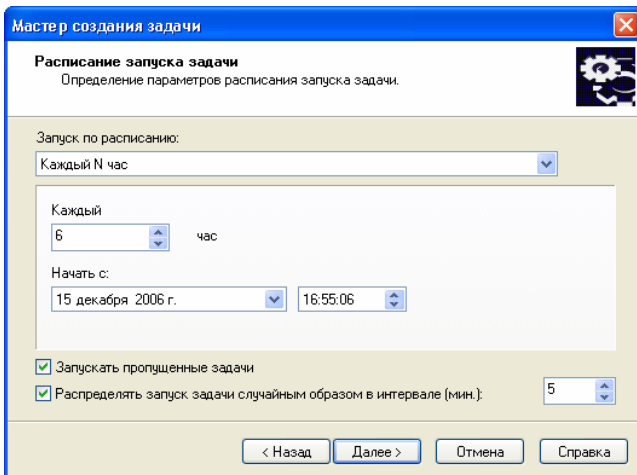 Мастер создания задачи
Расписание запуска задачи
Определение параметров расписания запуска задачи.
Запуск по расписанию:
Каждый N час
Каждый
6 час
Начать с:
15 декабря 2006 г. 16:55:06
Запускать пропущенные задачи
Распределять запуск задачи случайным образом в интервале (мин.): 5
< Назад Далее > Отмена Справка